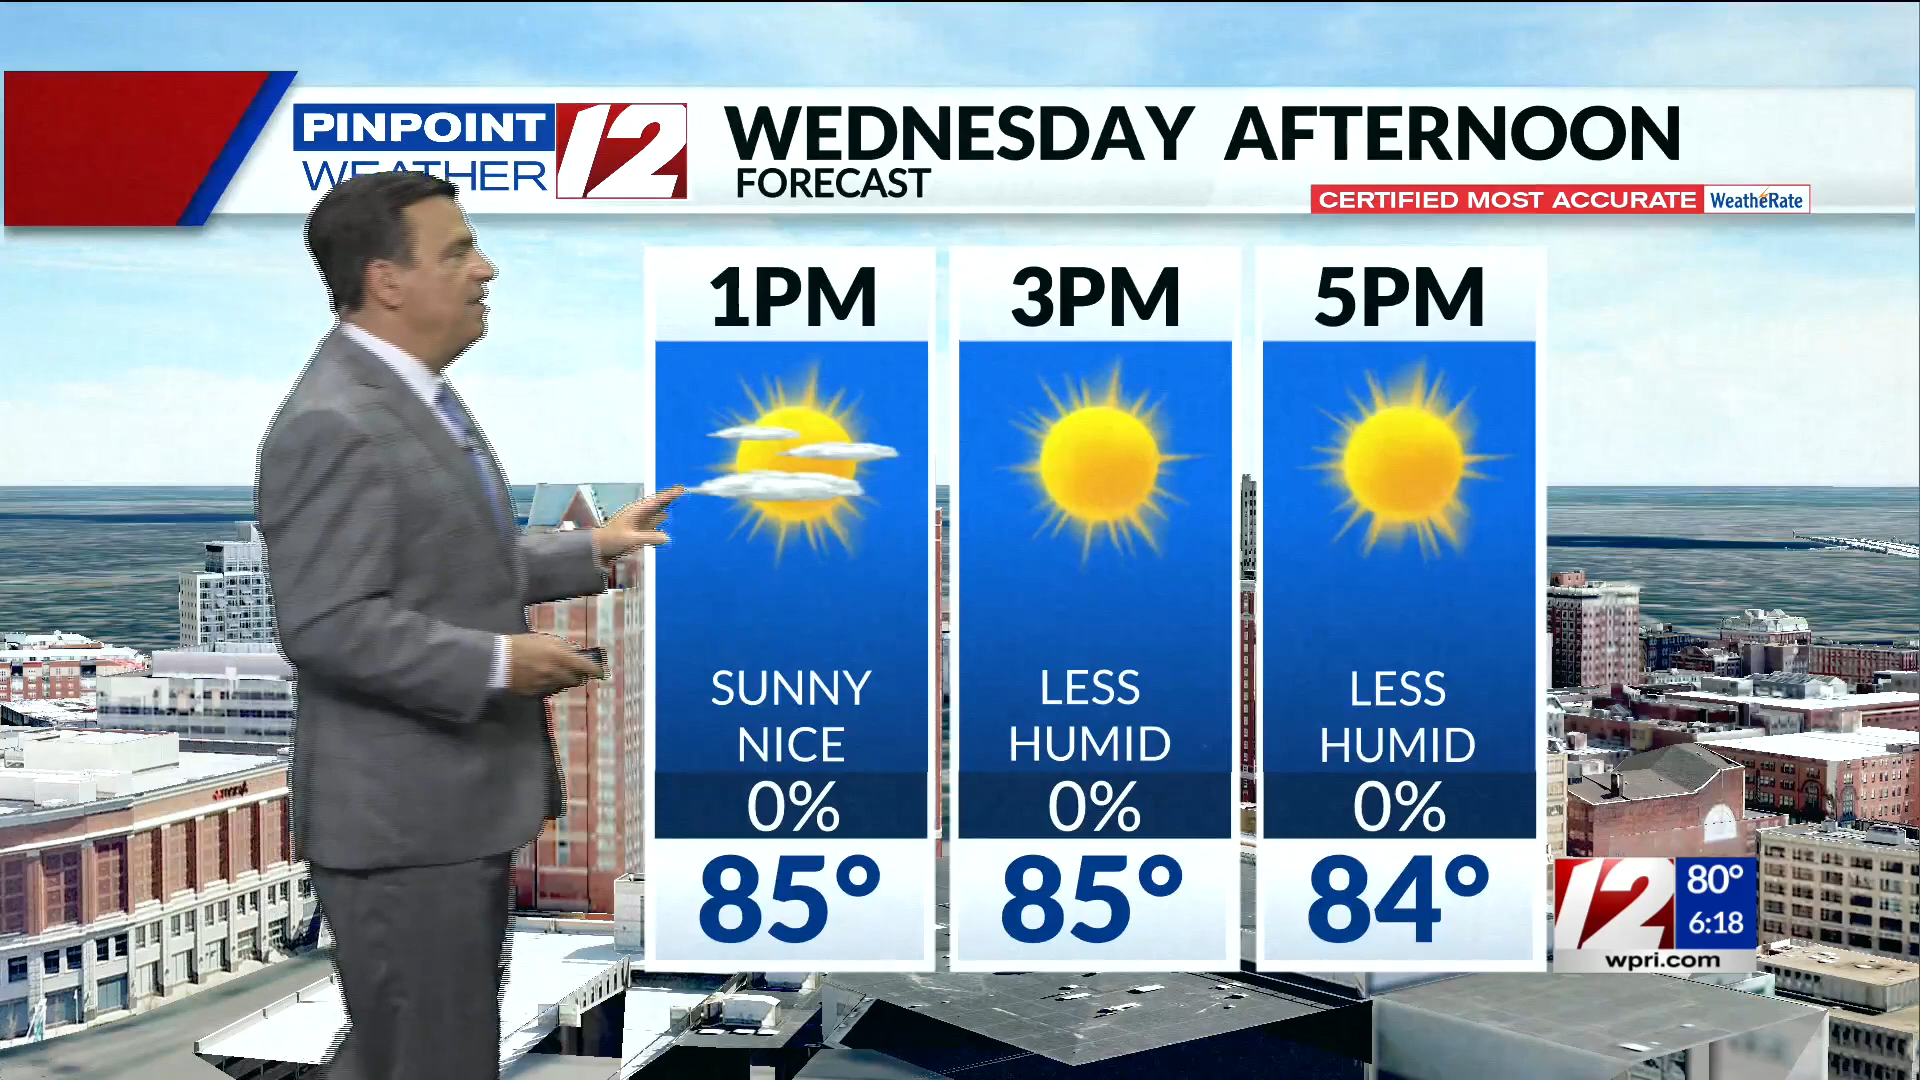 PINPOINT
WEATHER
12
WEDNESDAY AFTERNOON
FORECAST
CERTIFIED MOST ACCURATE WeatheRate
1PM
SUNNY
NICE
0%
85°
3PM
LESS
HUMID
0%
85°
5PM
LESS
HUMID
0%
84°
12
80°
6:18
wpri.com